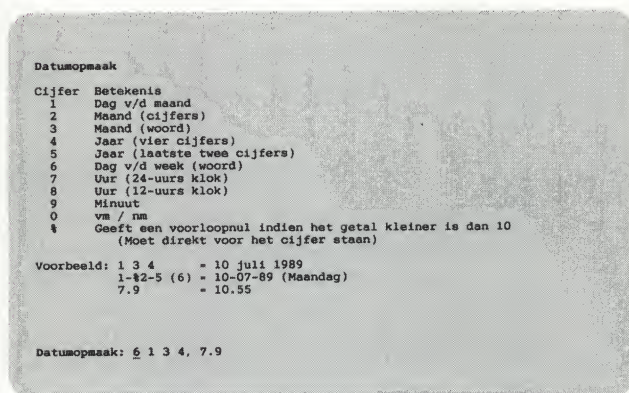 Datumopmaak
Cijfer Betekenis
1 Dag v/d maand
2 Maand (cijfers)
3 Maand (woord)
4 Jaar (vier cijfers)
5 Jaar (laatste twee cijfers)
6 Dag v/d week (woord)
7 Uur (24-uurs klok)
8 Uur (12-uurs klok)
9 Minuut
0 vm / nm
% Geeft een voorloopnul indien het getal kleiner is dan 10
(Moet direkt voor het cijfer staan)
Voorbeeld: 1 3 4 = 10 juli 1989
1-%2-5 (6) = 10-07-89 (Maandag)
7.9 = 10.55
Datumopmaak: 6 1 3 4, 7.9